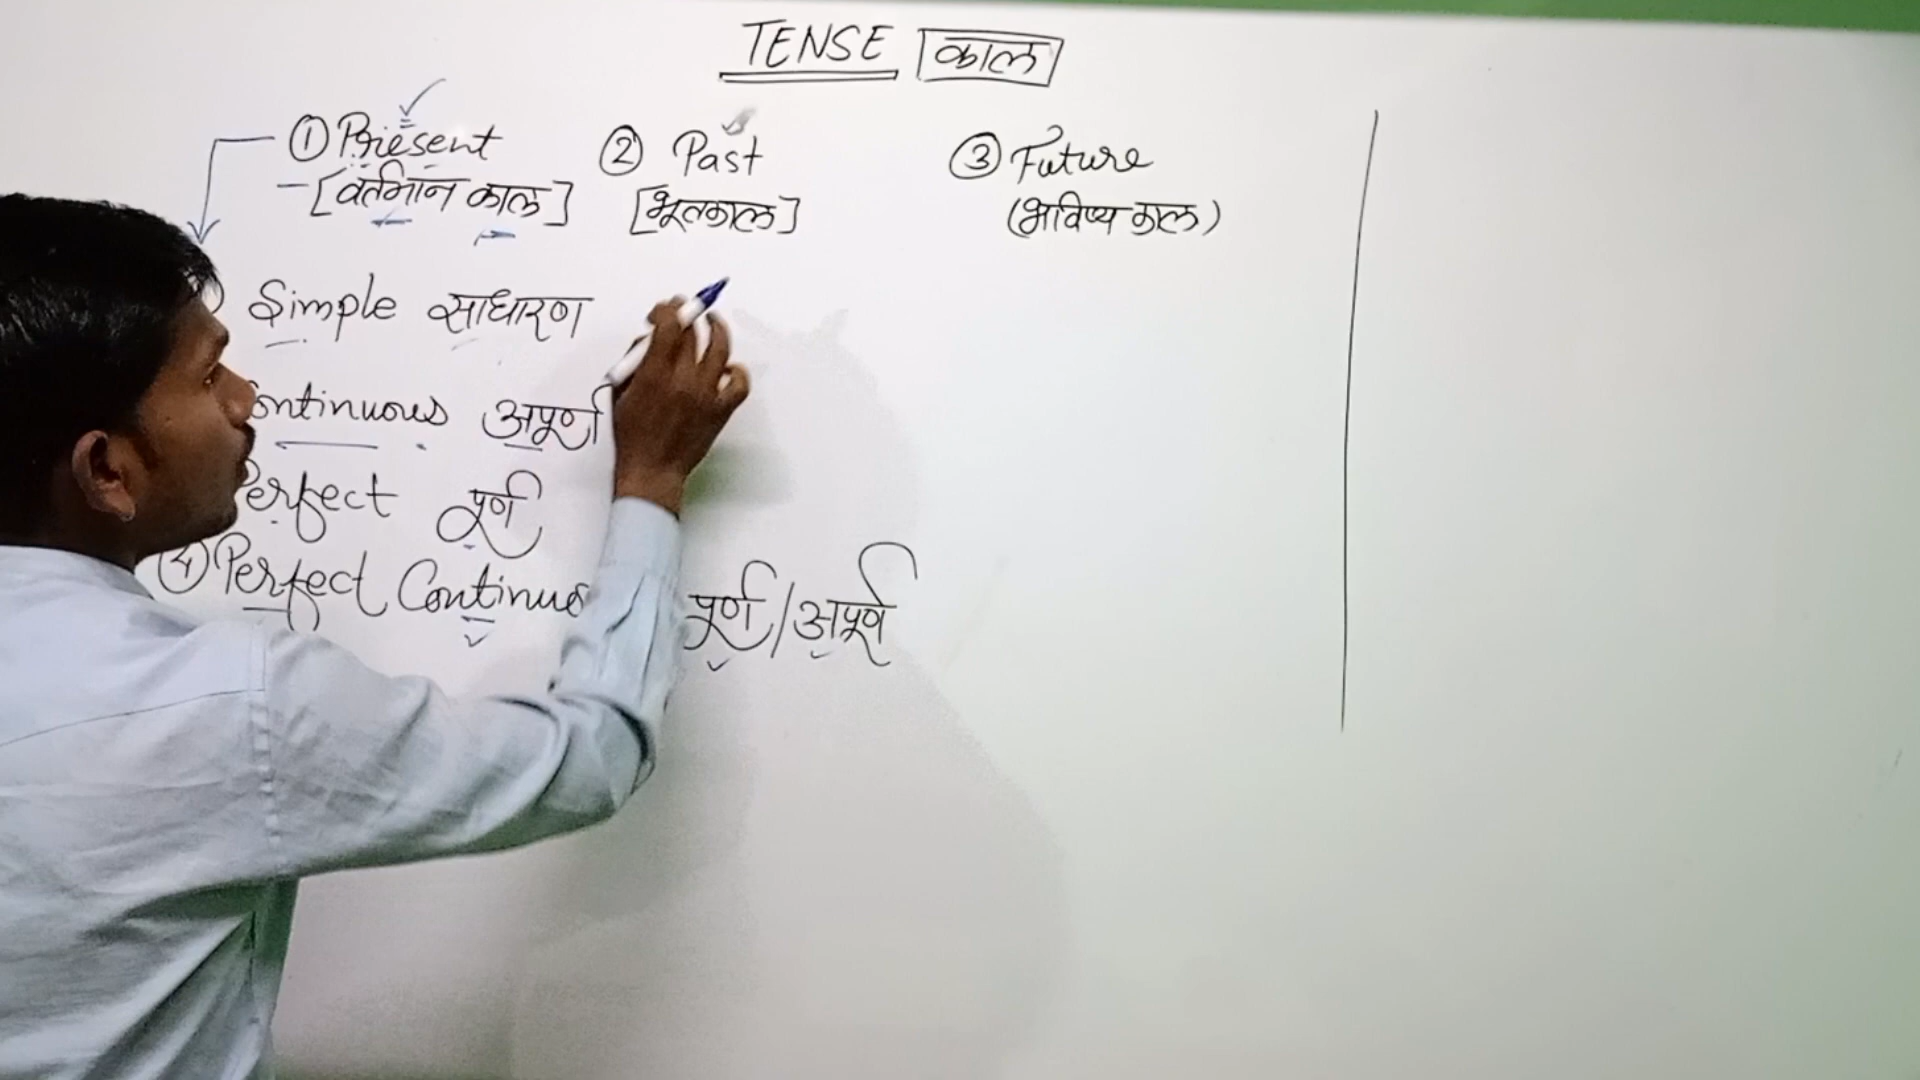 TENSE काल
① Present ② Past ③ Future
[वर्तमान काल] [भूतकाल] (भविष्य काल)
Simple साधारण
ontinuous अपूर्ण
Perfect पूर्ण
④ Perfect Continuo पूर्ण/अपूर्ण